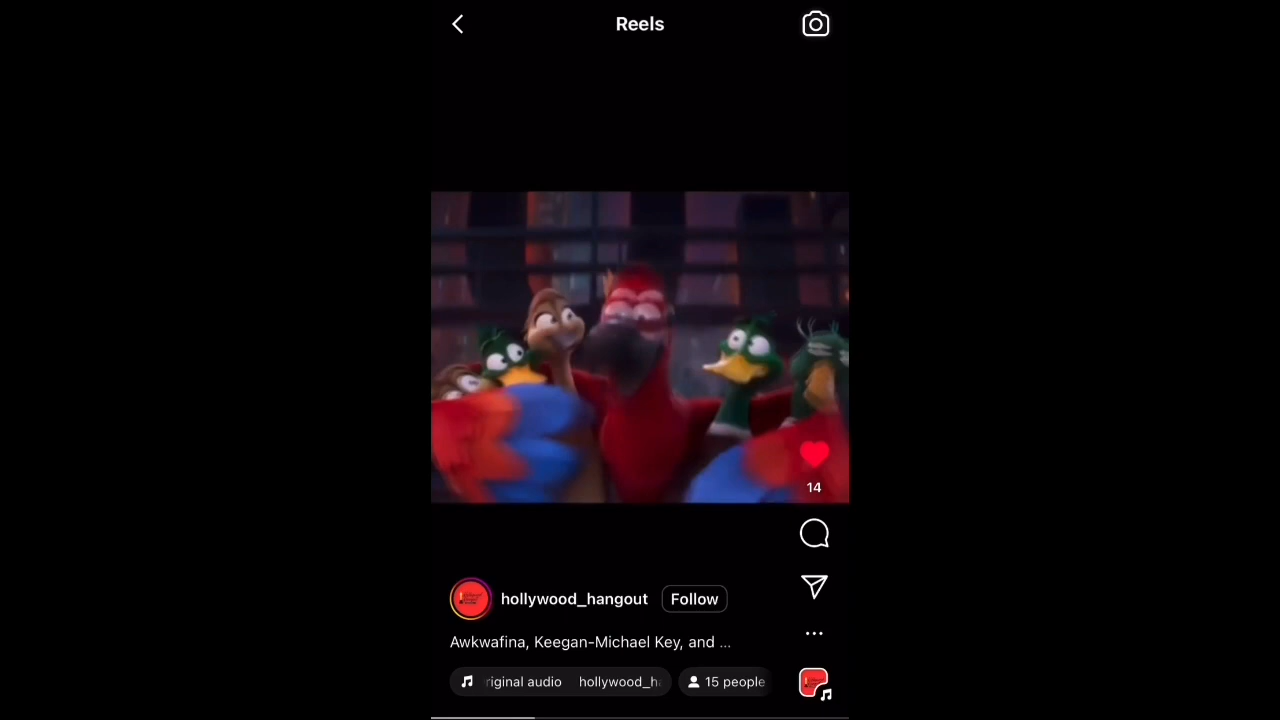 Reels
14
hollywood_hangout Follow
Awkwafina, Keegan-Michael Key, and ...
riginal audio hollywood_h 15 people